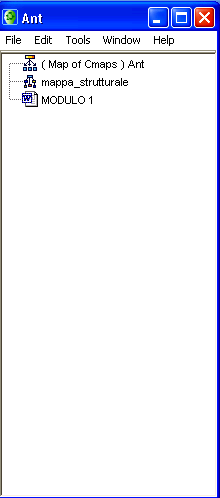 Ant
File Edit Tools Window Help
( Map of Cmaps ) Ant
mappa_strutturale
W MODULO 1